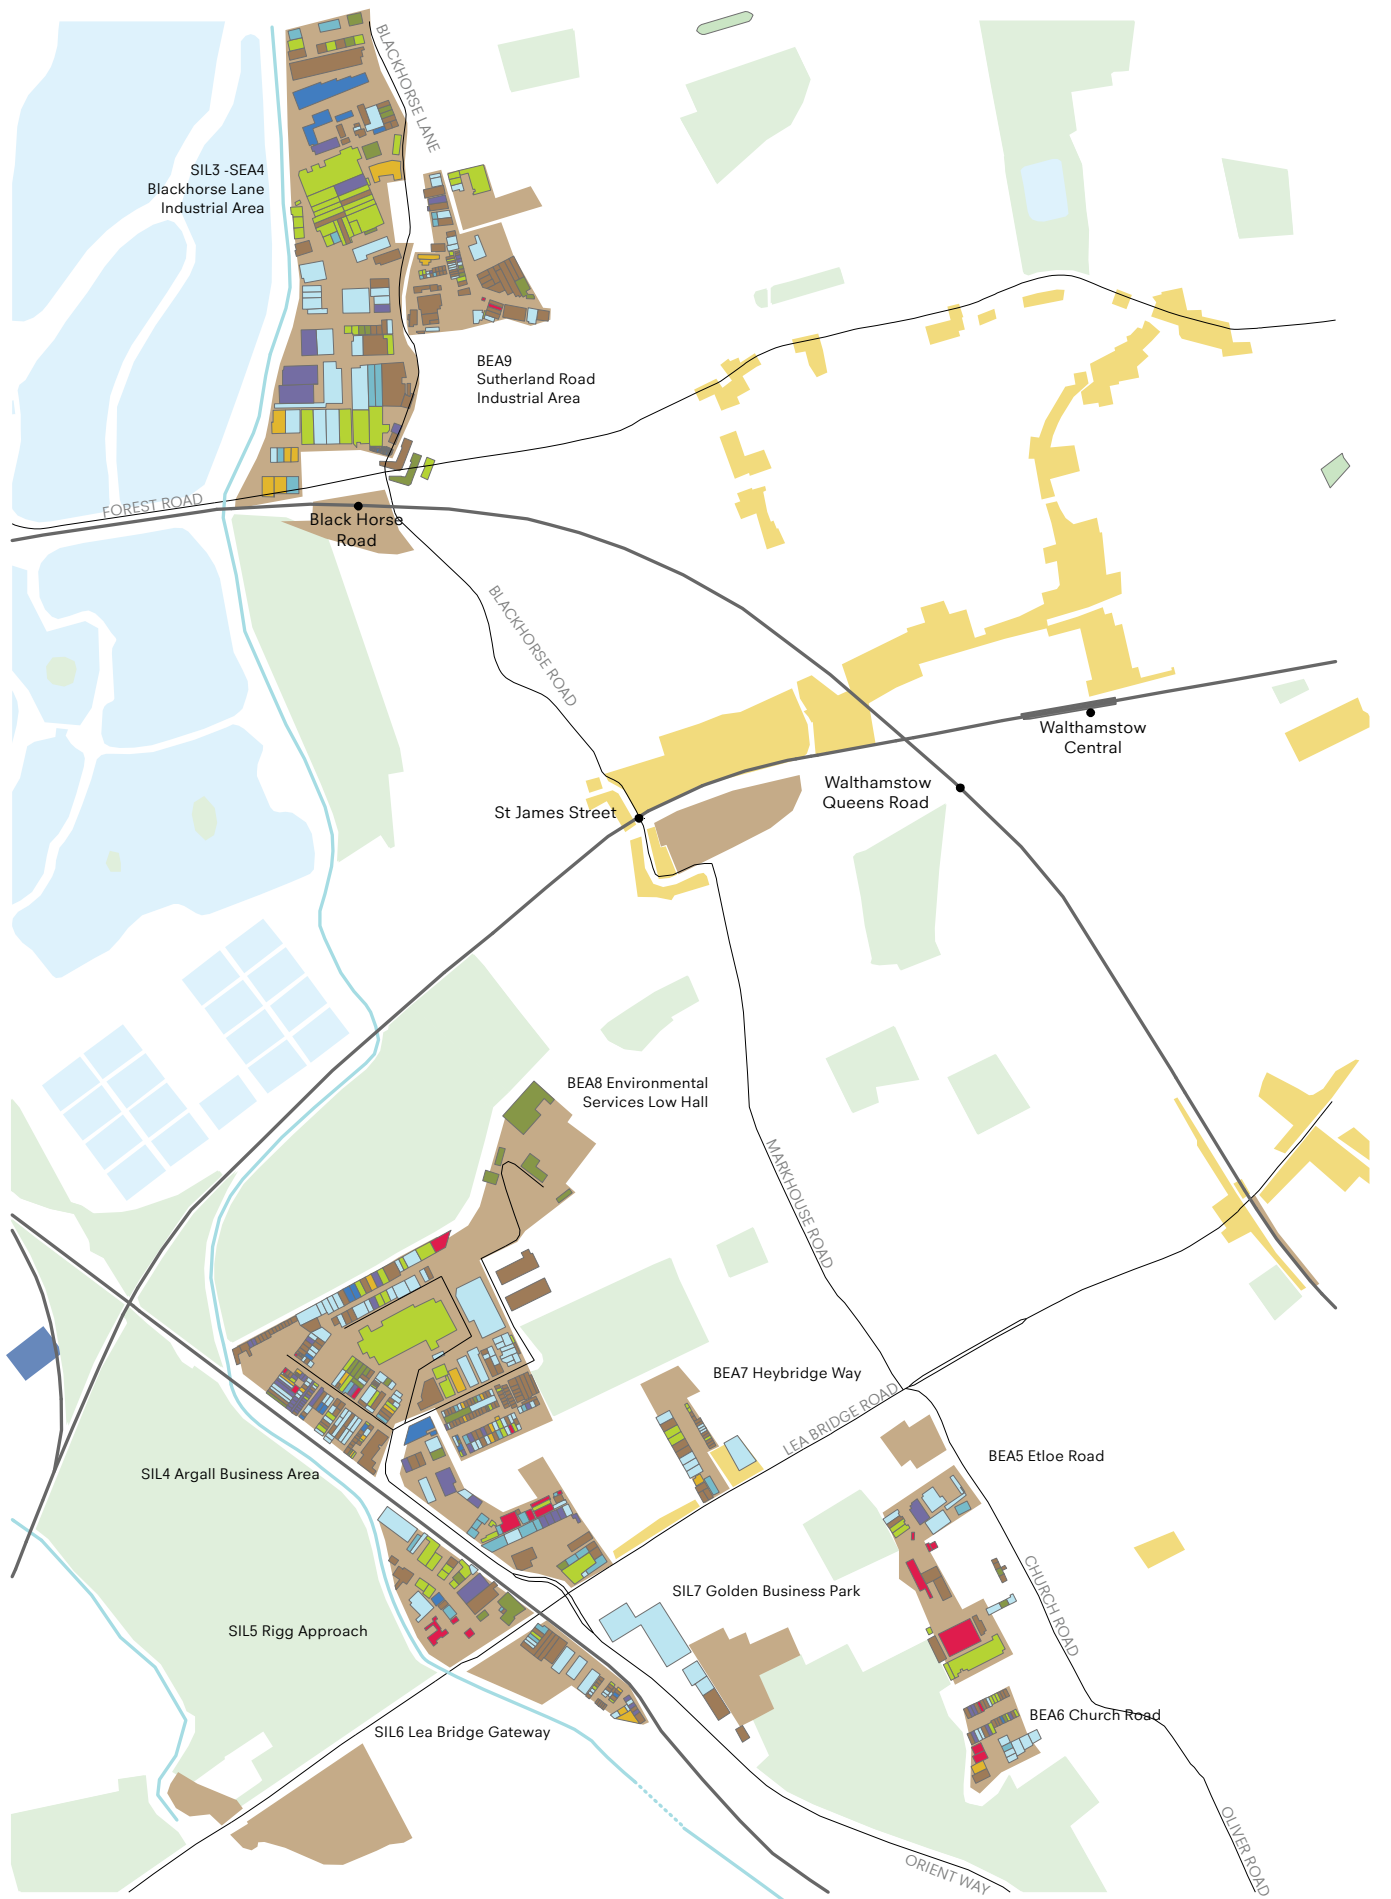 BLACKHORSE LANE
SIL3 -SEA4
Blackhorse Lane
Industrial Area
BEA9
Sutherland Road
Industrial Area
FOREST ROAD
Black Horse
Road
BLACKHORSE ROAD
Walthamstow
Central
Walthamstow
Queens Road
St James Street
BEA8 Environmental
Services Low Hall
MARKHOUSE ROAD
BEA7 Heybridge Way
LEA BRIDGE ROAD
BEA5 Etloe Road
SIL4 Argall Business Area
CHURCH ROAD
SIL7 Golden Business Park
SIL5 Rigg Approach
BEA6 Church Road
SIL6 Lea Bridge Gateway
OLIVER ROAD
ORIENT WAY